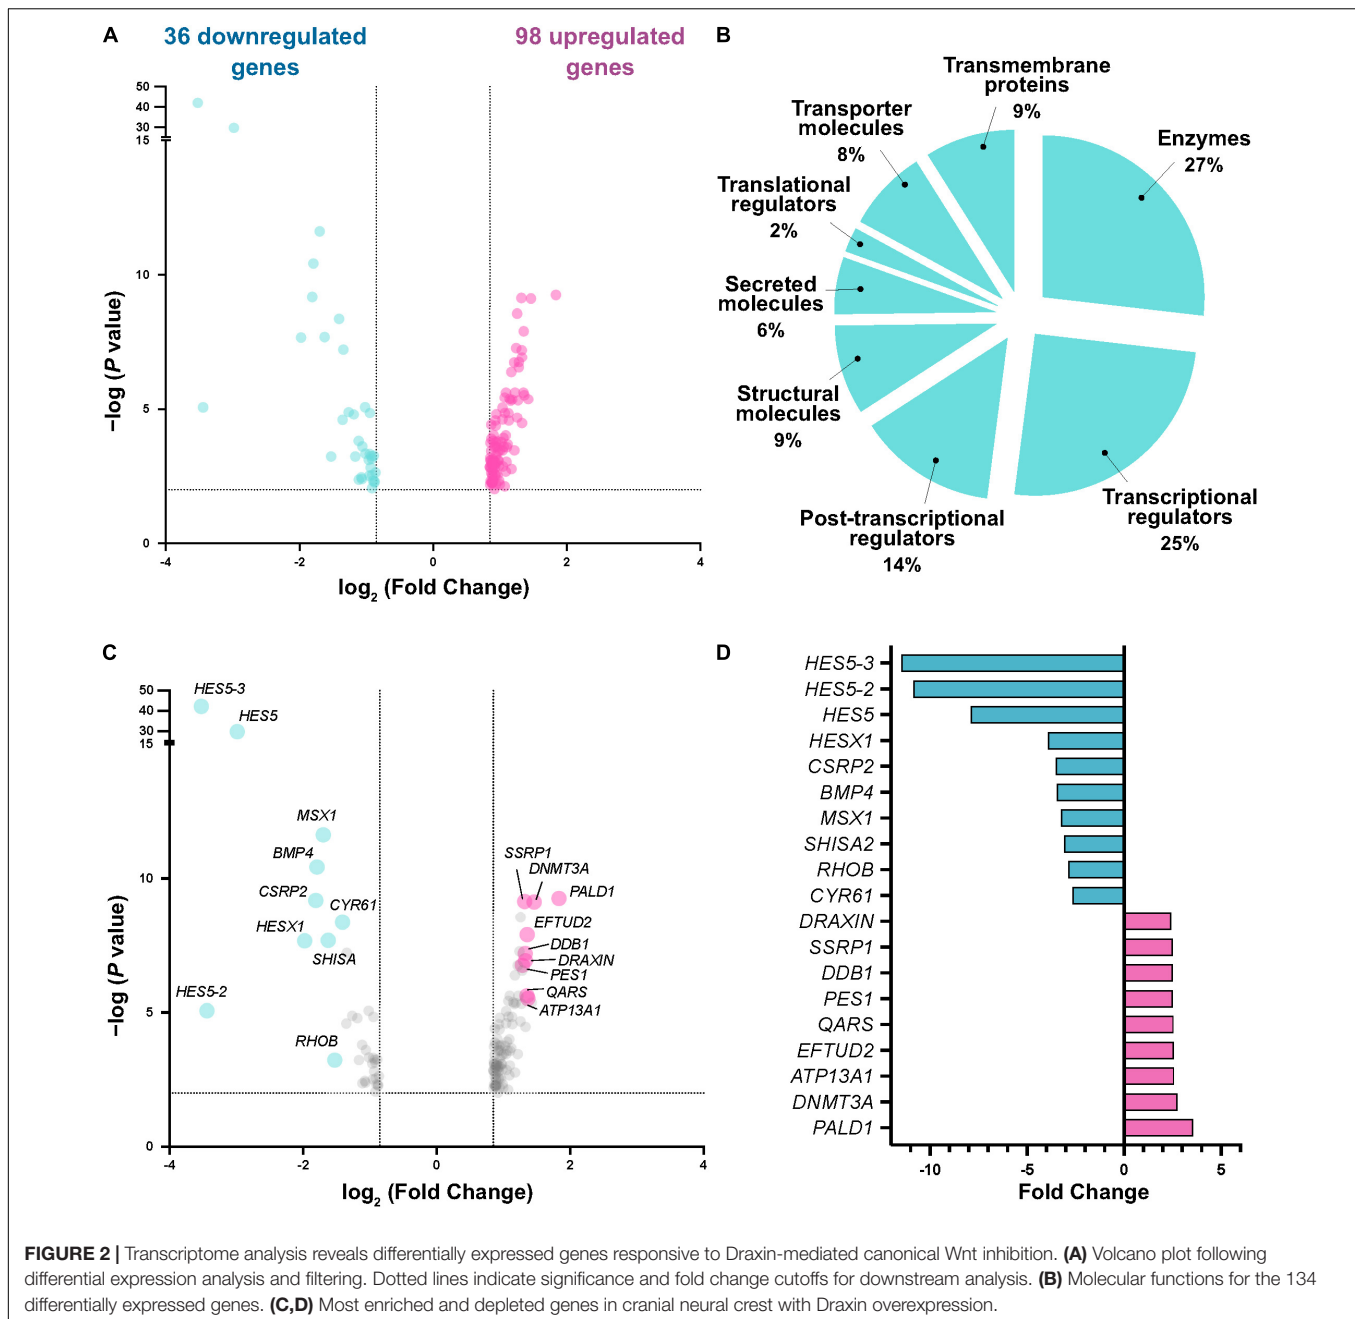 A
36 downregulated
genes
98 upregulated
genes
50
40
30
15
10
5
0
−log (P value)
-4
-2
0
2
4
log2 (Fold Change)
B
Transmembrane
proteins
9%
Transporter
molecules
8%
Enzymes
27%
Translational
regulators
2%
Secreted
molecules
6%
Structural
molecules
9%
Post-transcriptional
regulators
14%
Transcriptional
regulators
25%
C
50
40
30
15
10
5
0
−log (P value)
HES5-3
HES5
MSX1
BMP4
CSRP2
CYR61
HESX1
SHISA
HES5-2
RHOB
SSRP1
DNMT3A
PALD1
EFTUD2
DDB1
DRAXIN
PES1
QARS
ATP13A1
-4
-2
0
2
4
log2 (Fold Change)
D
HES5-3
HES5-2
HES5
HESX1
CSRP2
BMP4
MSX1
SHISA2
RHOB
CYR61
DRAXIN
SSRP1
DDB1
PES1
QARS
EFTUD2
ATP13A1
DNMT3A
PALD1
-10
-5
0
5
Fold Change
FIGURE 2 | Transcriptome analysis reveals differentially expressed genes responsive to Draxin-mediated canonical Wnt inhibition. (A) Volcano plot following
differential expression analysis and filtering. Dotted lines indicate significance and fold change cutoffs for downstream analysis. (B) Molecular functions for the 134
differentially expressed genes. (C,D) Most enriched and depleted genes in cranial neural crest with Draxin overexpression.